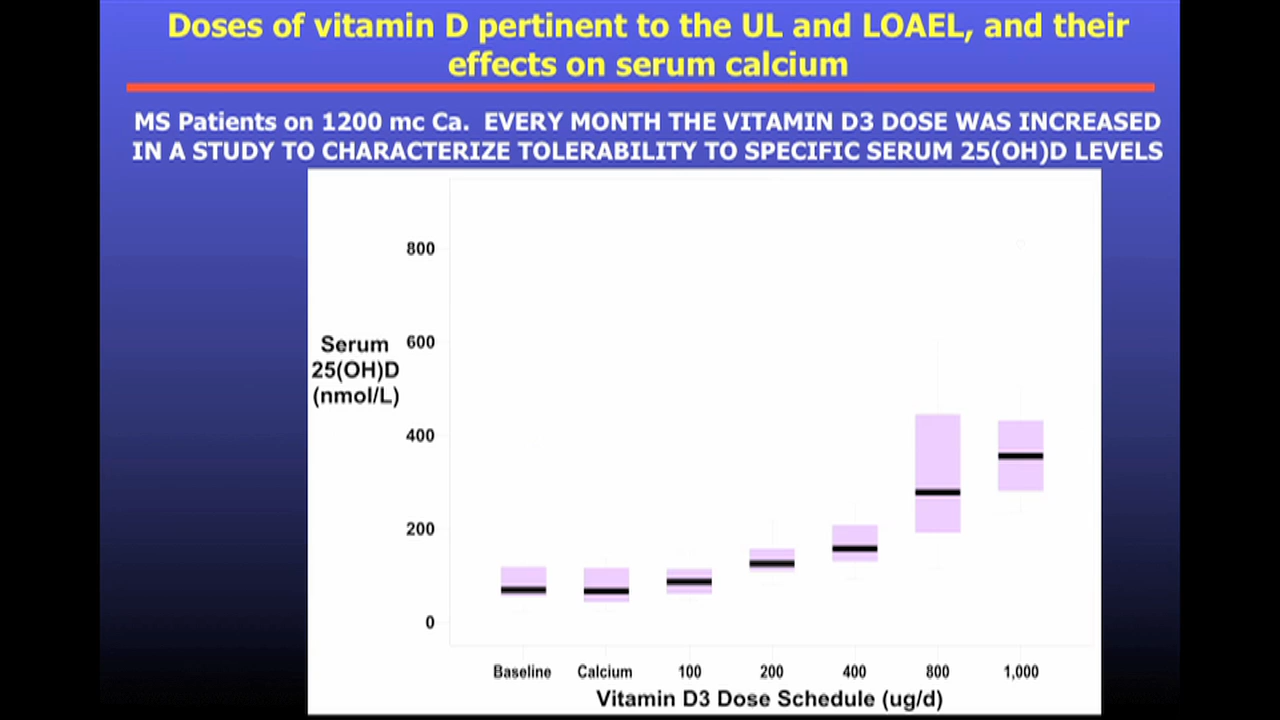 Doses of vitamin D pertinent to the UL and LOAEL, and their
effects on serum calcium
MS Patients on 1200 mc Ca.  EVERY MONTH THE VITAMIN D3 DOSE WAS INCREASED
IN A STUDY TO CHARACTERIZE TOLERABILITY TO SPECIFIC SERUM 25(OH)D LEVELS
800
600
400
200
0
Serum
25(OH)D
(nmol/L)
Baseline Calcium 100 200 400 800 1,000
Vitamin D3 Dose Schedule (ug/d)